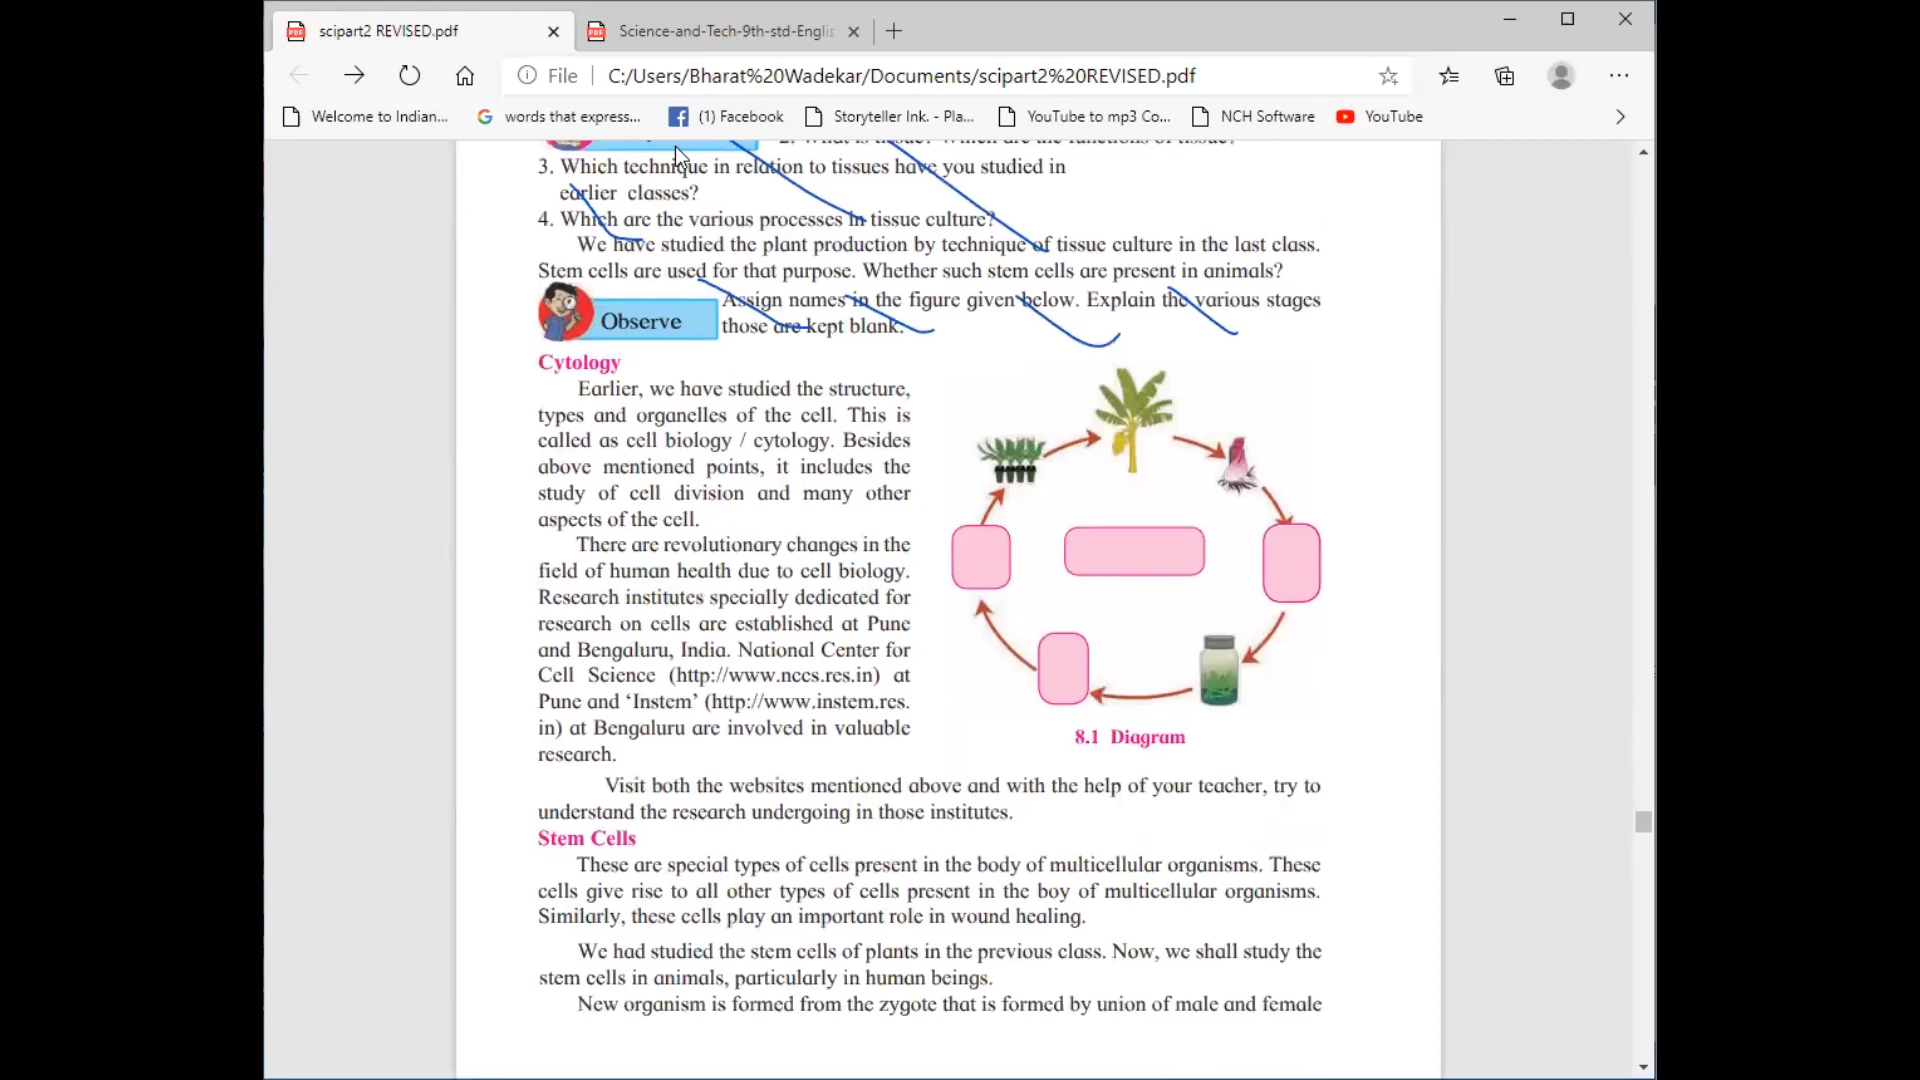 scipart2 REVISED.pdf
Science-and-Tech-9th-std-Englis
File
C:/Users/Bharat%20Wadekar/Documents/scipart2%20REVISED.pdf
Welcome to Indian...
words that express...
(1) Facebook
Storyteller Ink. - Pla...
YouTube to mp3 Co...
NCH Software
YouTube
2. What is tissue? Which are the functions of tissue?
3. Which technique in relation to tissues have you studied in
earlier classes?
4. Which are the various processes in tissue culture?
We have studied the plant production by technique of tissue culture in the last class.
Stem cells are used for that purpose. Whether such stem cells are present in animals?
Observe
Assign names in the figure given below. Explain the various stages
those are kept blank.
Cytology
Earlier, we have studied the structure,
types and organelles of the cell. This is
called as cell biology / cytology. Besides
above mentioned points, it includes the
study of cell division and many other
aspects of the cell.
There are revolutionary changes in the
field of human health due to cell biology.
Research institutes specially dedicated for
research on cells are established at Pune
and Bengaluru, India. National Center for
Cell Science (http://www.nccs.res.in) at
Pune and ‘Instem’ (http://www.instem.res.
in) at Bengaluru are involved in valuable
research.
8.1 Diagram
Visit both the websites mentioned above and with the help of your teacher, try to
understand the research undergoing in those institutes.
Stem Cells
These are special types of cells present in the body of multicellular organisms. These
cells give rise to all other types of cells present in the boy of multicellular organisms.
Similarly, these cells play an important role in wound healing.
We had studied the stem cells of plants in the previous class. Now, we shall study the
stem cells in animals, particularly in human beings.
New organism is formed from the zygote that is formed by union of male and female